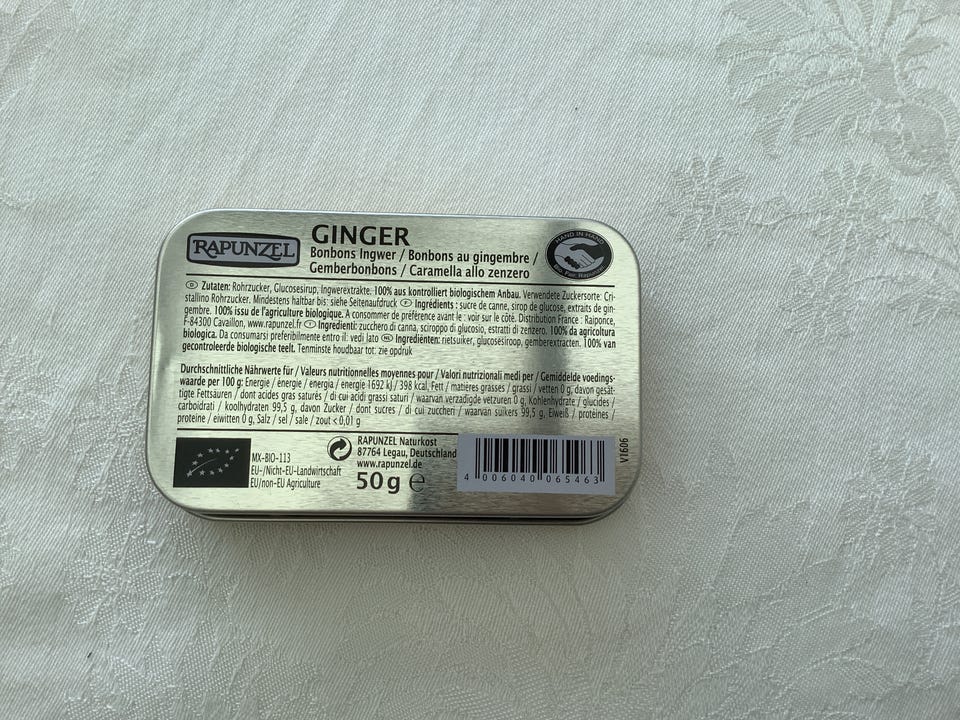 RAPUNZEL
GINGER
Bonbons Ingwer / Bonbons au gingembre /
Gemberbonbons / Caramella allo zenzero
HAND IN HAND
Bio Fair Rapunzel
D Zutaten: Rohrzucker, Glucosesirup, Ingwerextrakte. 100% aus kontrolliert biologischem Anbau. Verwendete Zuckersorte: Cri-
stallino Rohrzucker. Mindestens haltbar bis: siehe Seitenaufdruck F Ingrédients : sucre de canne, sirop de glucose, extraits de gin-
gembre. 100% issu de l'agriculture biologique. A consommer de préférence avant le : voir sur le côté. Distribution France : Raiponce,
F-84300 Cavaillon, www.rapunzel.fr I Ingredienti: zucchero di canna, sciroppo di glucosio, estratti di zenzero. 100% da agricoltura
biologica. Da consumarsi preferibilmente entro il: vedi lato NL Ingrediënten: rietsuiker, glucosesiroop, gemberextracten. 100% van
gecontroleerde biologische teelt. Tenminste houdbaar tot: zie opdruk
Durchschnittliche Nährwerte für / Valeurs nutritionnelles moyennes pour / Valori nutrizionali medi per / Gemiddelde voedings-
waarde per 100 g: Energie / énergie / energia / energie 1692 kJ / 398 kcal, Fett / matières grasses / grassi / vetten 0 g, davon gesät-
tigte Fettsäuren / dont acides gras saturés / di cui acidi grassi saturi / waarvan verzadigde vetzuren 0 g, Kohlenhydrate / glucides /
carboidrati / koolhydraten 99,5 g, davon Zucker / dont sucres / di cui zuccheri / waarvan suikers 99,5 g, Eiweiß / protéines /
proteine / eiwitten 0 g, Salz / sel / sale / zout < 0,01 g
MX-BIO-113
EU-/Nicht-EU-Landwirtschaft
EU/non-EU Agriculture
RAPUNZEL Naturkost
87764 Legau, Deutschland
www.rapunzel.de
50 g ℮
4 006040 065463
V1606